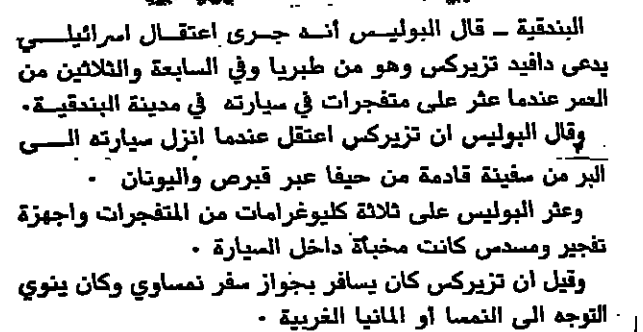 البندقية ــ قال البوليس أنه جرى اعتقال اسرائيلي
يدعى دافيد تزيركس وهو من طبريا وفي السابعة والثلاثين من
العمر عندما عثر على متفجرات في سيارته في مدينة البندقية.
وقال البوليس ان تزيركس اعتقل عندما انزل سيارته الى
البر من سفينة قادمة من حيفا عبر قبرص واليونان .
وعثر البوليس على ثلاثة كليوغرامات من المتفجرات واجهزة
تفجير ومسدس كانت مخبأة داخل السيارة .
وقيل ان تزيركس كان يسافر بجواز سفر نمساوي وكان ينوي
التوجه الى النمسا أو المانيا الغربية .